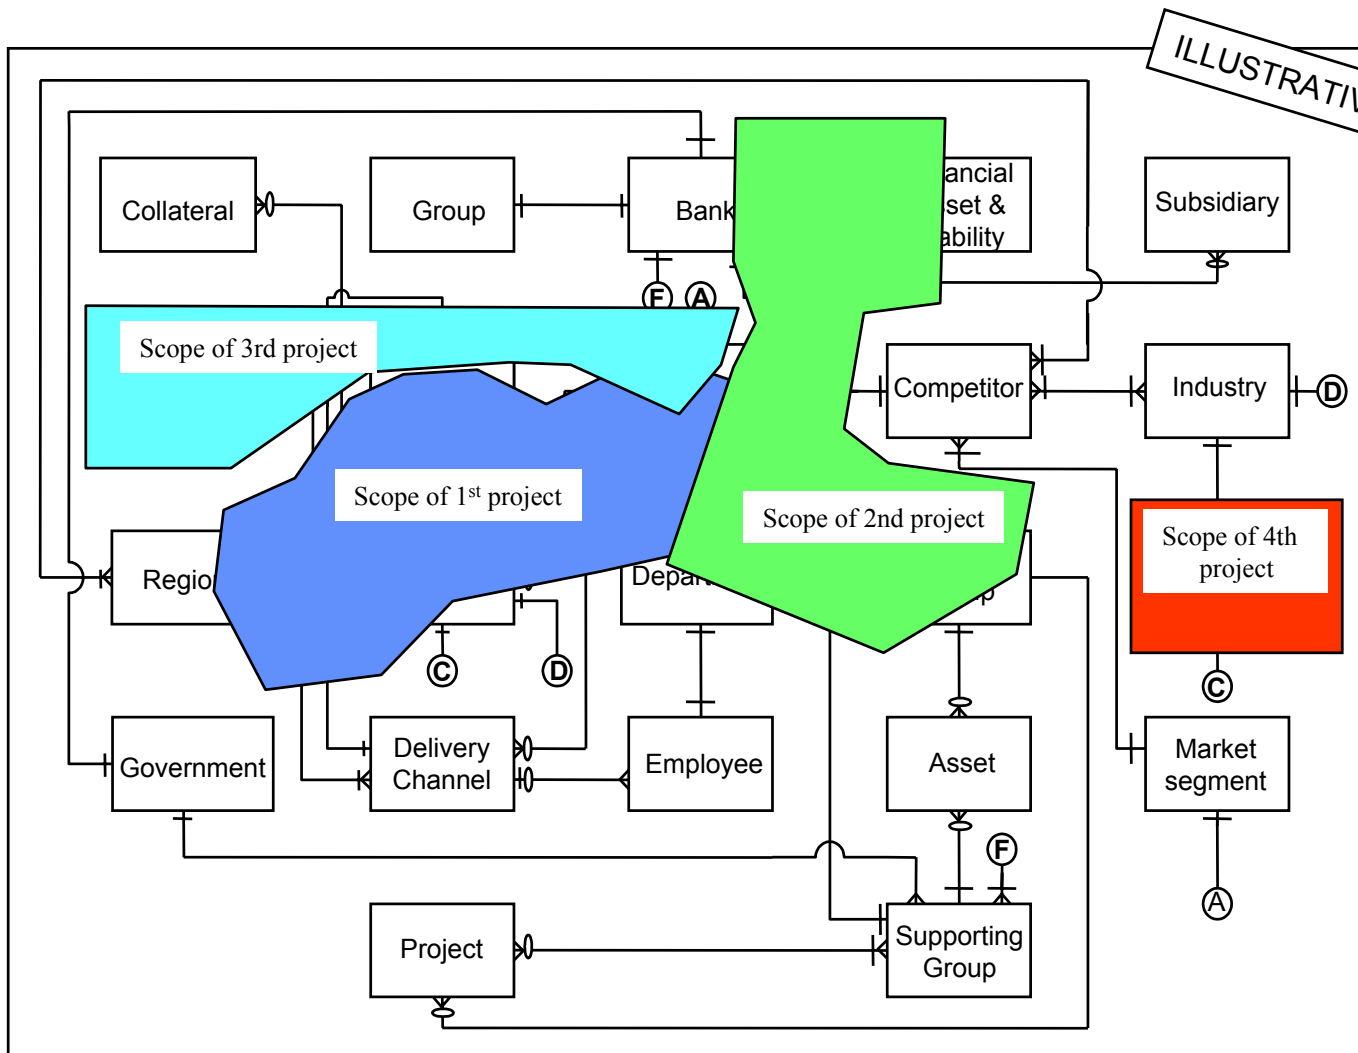 ILLUSTRATIV
Collateral
Group
Bank
ancial
set &
ability
Subsidiary
F
A
Scope of 3rd project
Competitor
Industry
D
Scope of 1st project
Scope of 2nd project
Scope of 4th
project
Regio
Depar
p
C
D
C
Government
Delivery
Channel
Employee
Asset
Market
segment
F
A
Project
Supporting
Group